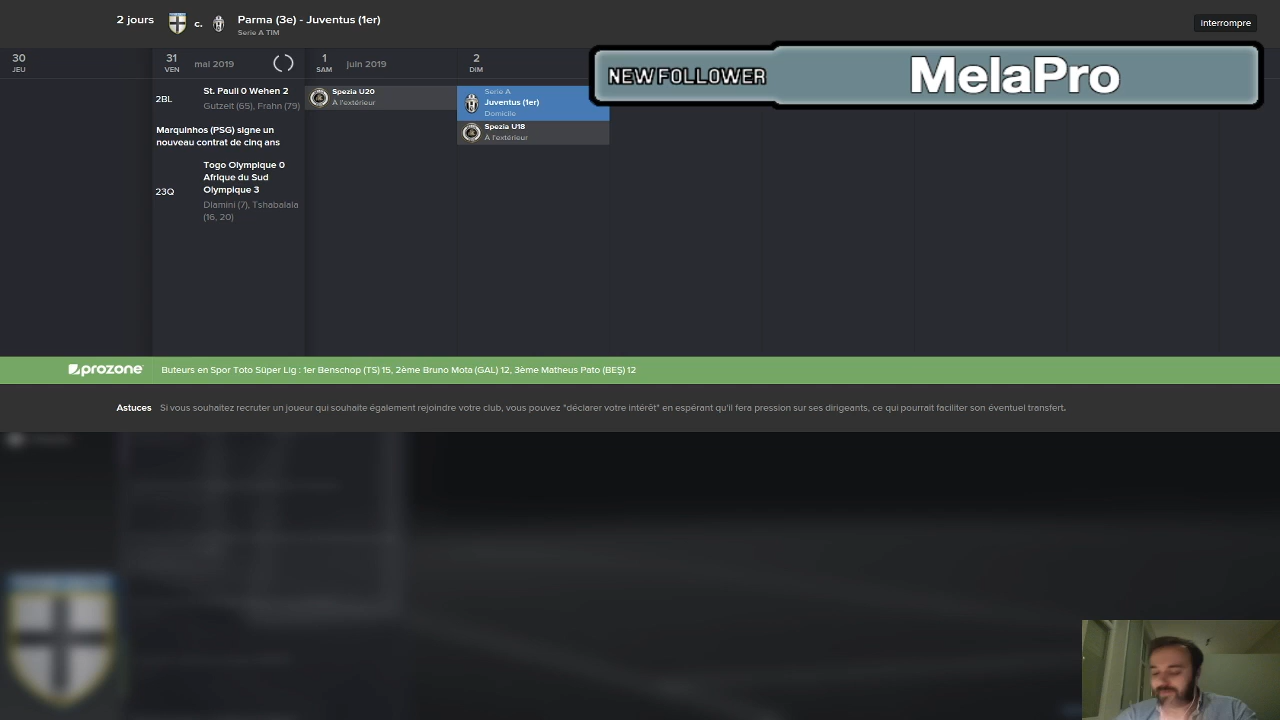 2 jours
c.
Parma (3e) - Juventus (1er)
Serie A TIM
Interrompre
NEW FOLLOWER
MelaPro
30
JEU
31
VEN
mai 2019
1
SAM
juin 2019
2
DIM
2BL
St. Pauli 0 Wehen 2
Gutzeit (65), Frahn (79)
Marquinhos (PSG) signe un
nouveau contrat de cinq ans
23Q
Togo Olympique 0
Afrique du Sud
Olympique 3
Dlamini (7), Tshabalala
(16, 20)
Spezia U20
À l'extérieur
Serie A
Juventus (1er)
Domicile
Spezia U18
À l'extérieur
prozone
Buteurs en Spor Toto Süper Lig : 1er Benschop (TS) 15, 2ème Bruno Mota (GAL) 12, 3ème Matheus Pato (BEŞ) 12
Astuces
Si vous souhaitez recruter un joueur qui souhaite également rejoindre votre club, vous pouvez "déclarer votre intérêt" en espérant qu'il fera pression sur ses dirigeants, ce qui pourrait faciliter son éventuel transfert.